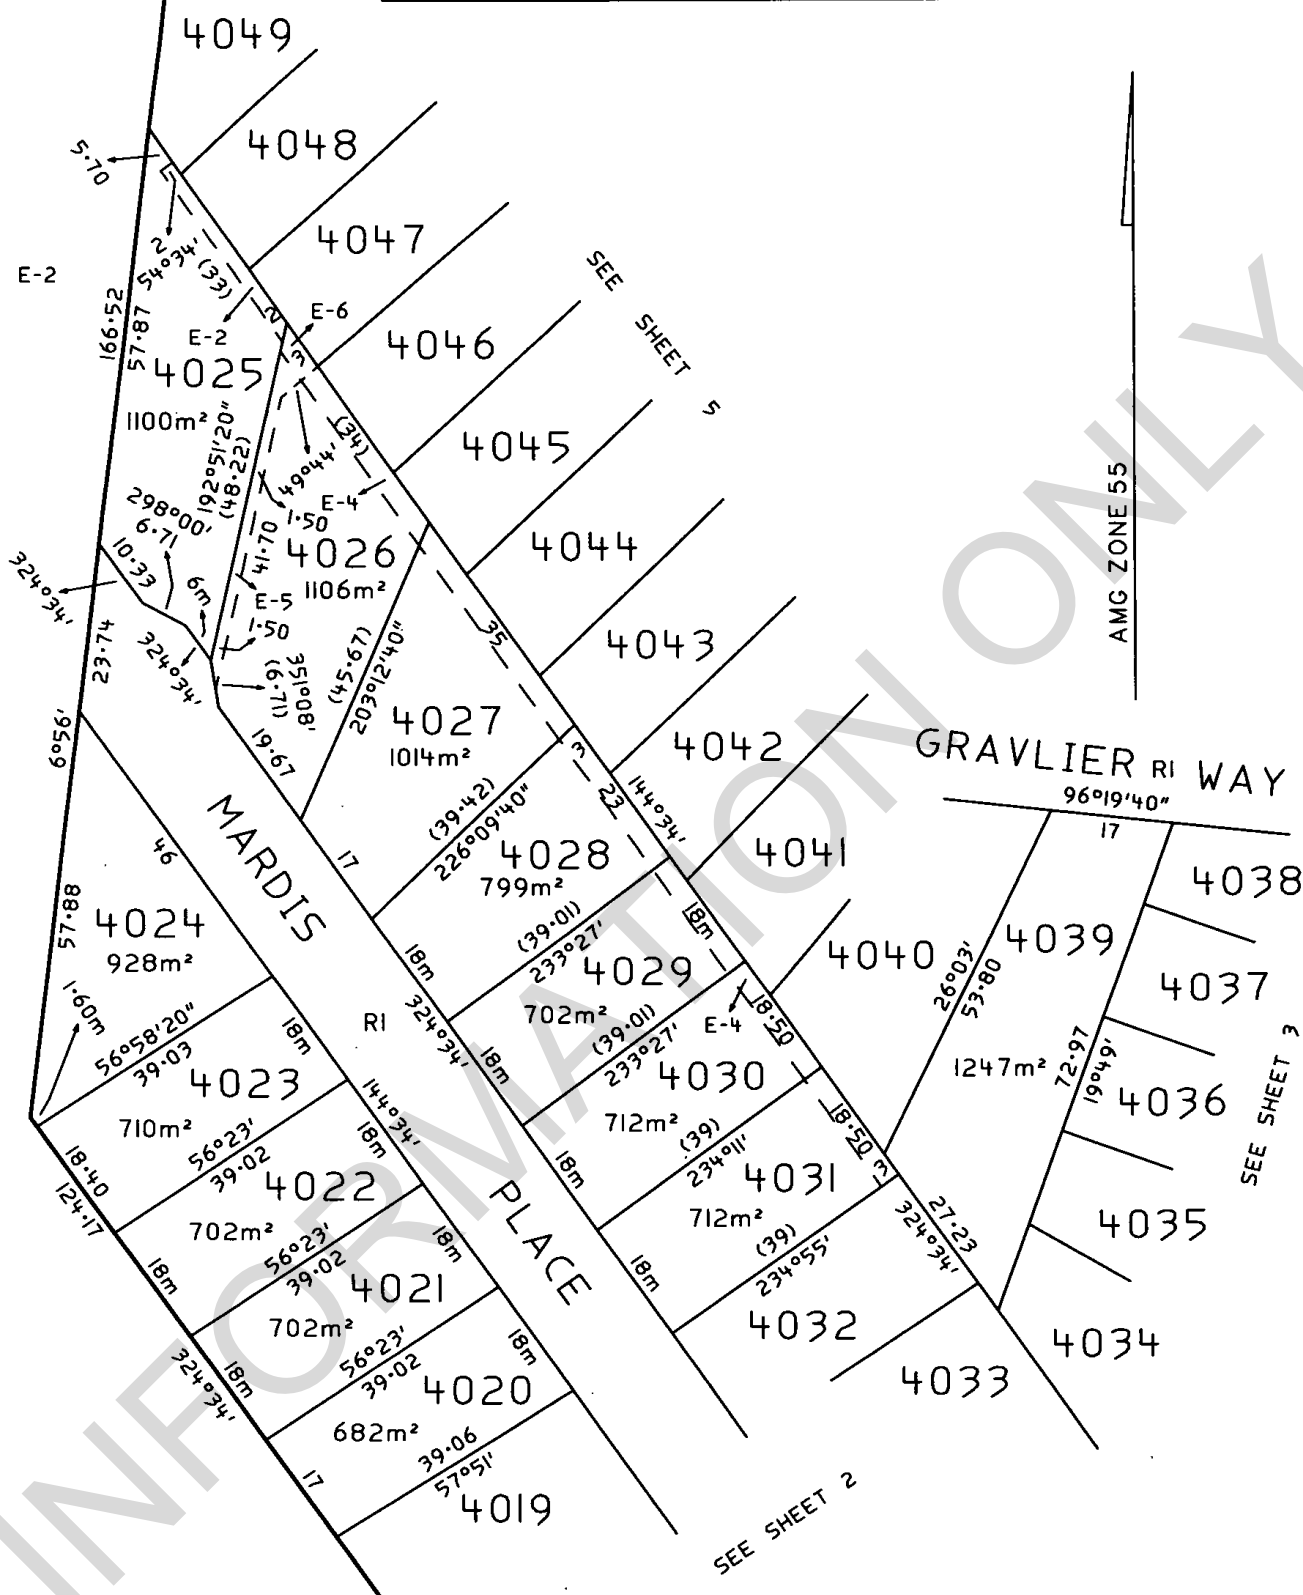 4049
4048
5·70
4047
2
54°34'
(33)
E-2
SEE SHEET 5
166·52
57·87
2
E-6
E-2
3
4046
4025
1100m²
(34)
4045
192°51'20"
(48·22)
49°44'
E-4
1·50
298°00'
6·71
AMG ZONE 55
41·70
4026
1106m²
4044
10·33
324°34'
6m
E-5
1·50
35
4043
23·74
324°34'
351°08'
(6·71)
(45·67)
203°12'40"
6°56'
4027
1014m²
19·67
3
4042
GRAVLIER R1 WAY
96°19'40"
17
MARDIS
(39·42)
226°09'40"
23
144°34'
46
17
4028
799m²
4041
4038
57·88
4024
928m²
(39·01)
233°27'
18m
4040
4039
18m
4029
702m²
26°03'
53·80
4037
1·60m
56°58'20"
39·03
18m
R1
324°34'
(39·01)
233°27'
E-4
18·50
SEE SHEET 3
4023
710m²
18m
4030
712m²
1247m²
72·97
19°49'
4036
144°34'
56°23'
39·02
18m
(39)
234°11'
18·50
3
18·40
124·17
4022
702m²
18m
4031
712m²
PLACE
27·23
324°34'
4035
56°23'
39·02
18m
(39)
234°55'
18m
4021
702m²
18m
4032
4034
324°34'
56°23'
39·02
18m
4033
18m
4020
682m²
39·06
57°51'
17
4019
SEE SHEET 2
INFORMATION ONLY